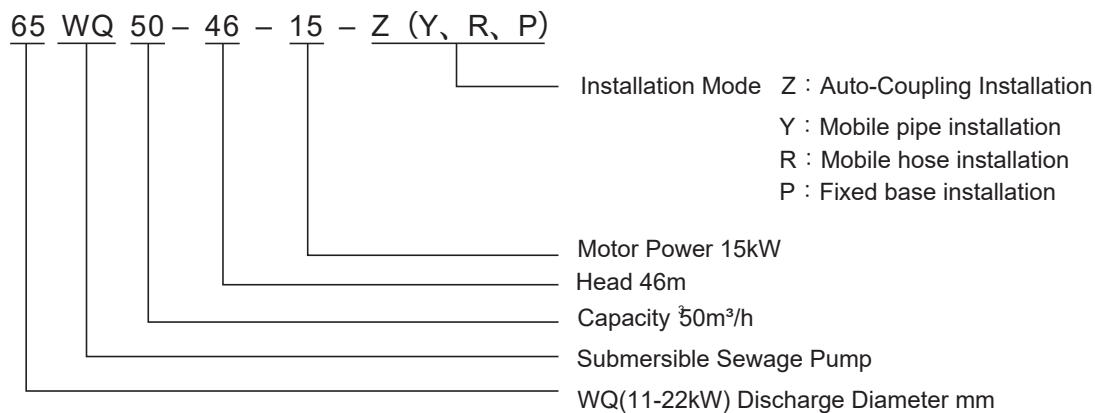 65 WQ 50 – 46 – 15 – Z (Y、R、P)
Installation Mode Z：Auto-Coupling Installation
Y：Mobile pipe installation
R：Mobile hose installation
P：Fixed base installation
Motor Power 15kW
Head 46m
Capacity ³50m³/h
Submersible Sewage Pump
WQ(11-22kW) Discharge Diameter mm